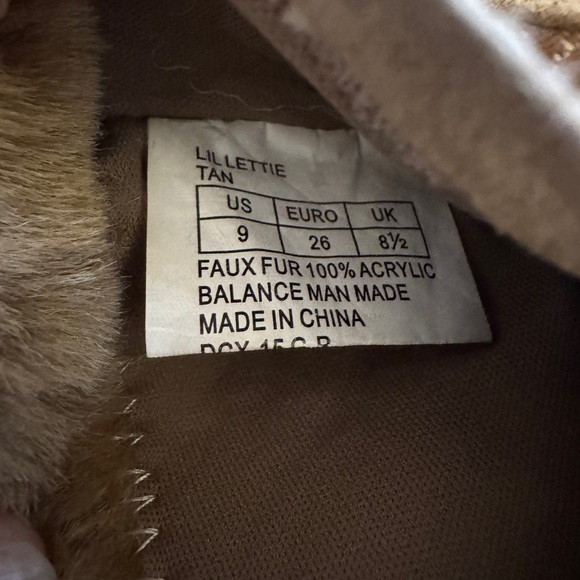 LIL LETTIE
TAN
US EURO UK
9 26 8½
FAUX FUR 100% ACRYLIC
BALANCE MAN MADE
MADE IN CHINA